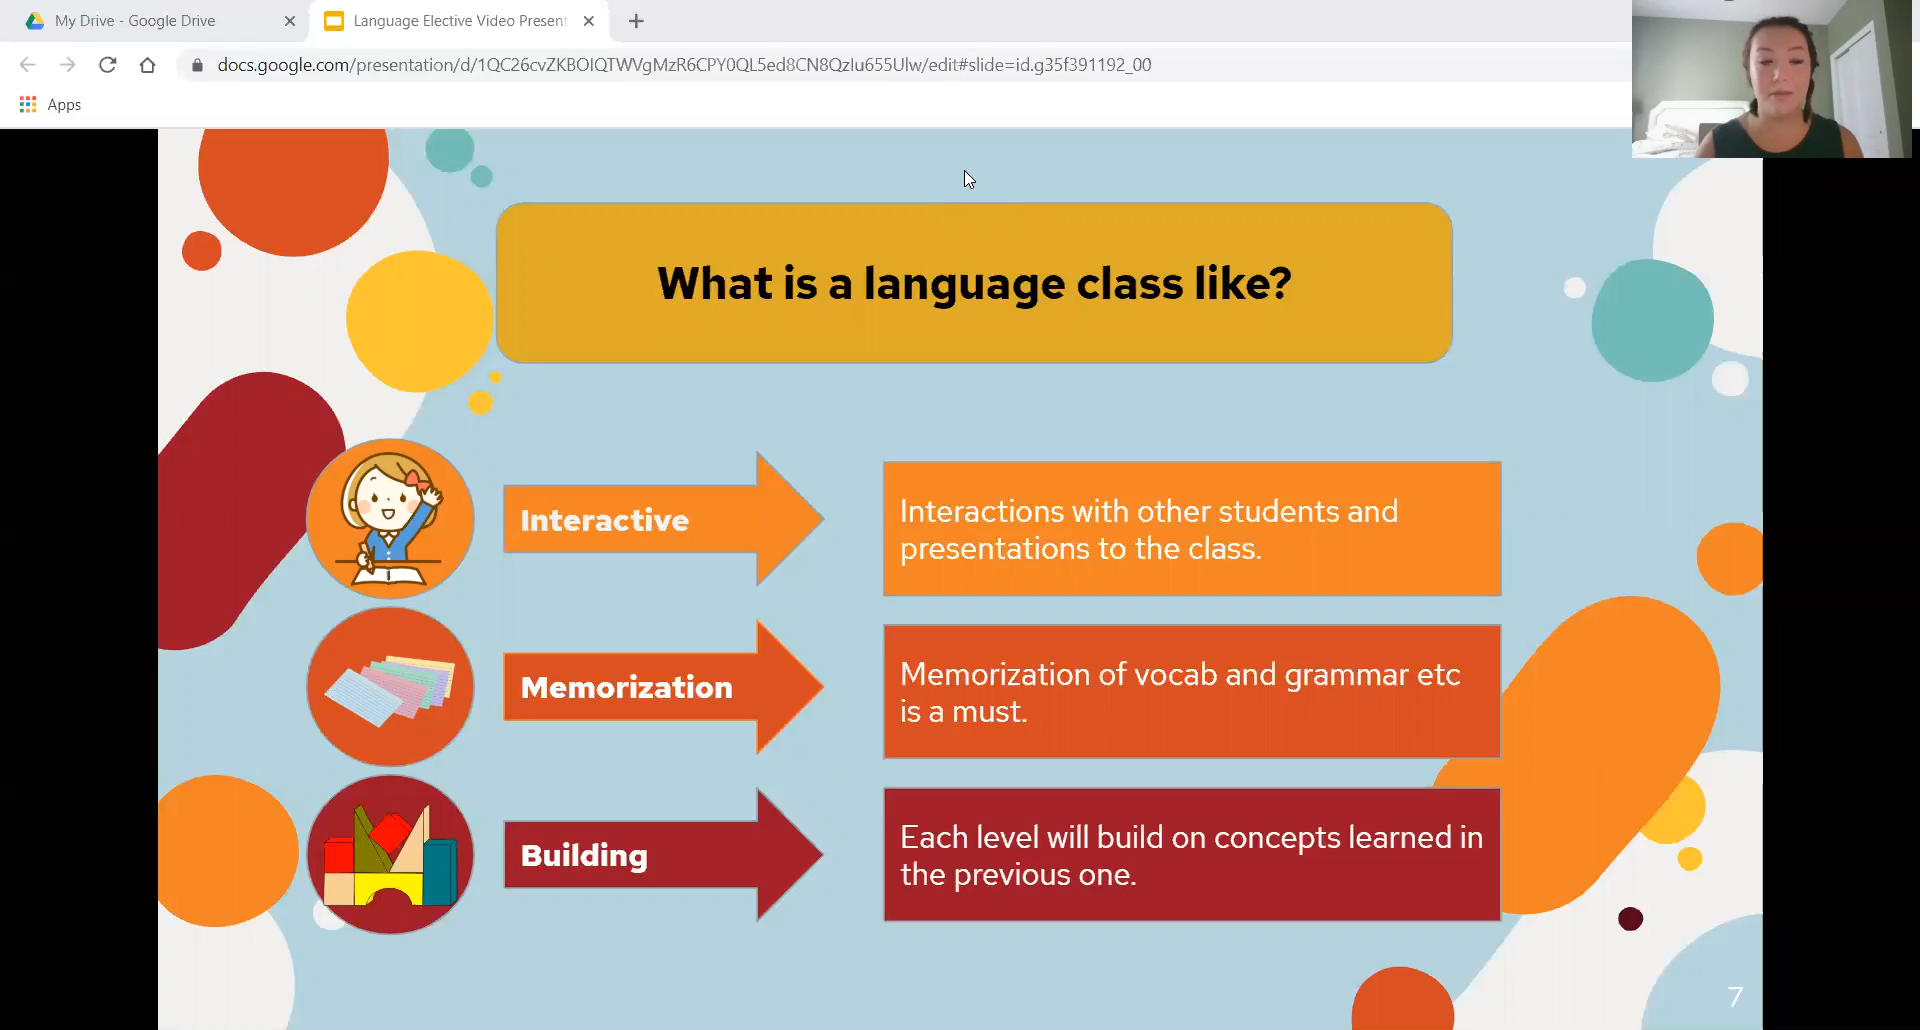 My Drive - Google Drive
Language Elective Video Present
docs.google.com/presentation/d/1QC26cvZKBOIQTWVgMzR6CPY0QL5ed8CN8QzIu655Ulw/edit#slide=id.g35f391192_00
Apps
What is a language class like?
Interactive
Interactions with other students and
presentations to the class.
Memorization
Memorization of vocab and grammar etc
is a must.
Building
Each level will build on concepts learned in
the previous one.
7